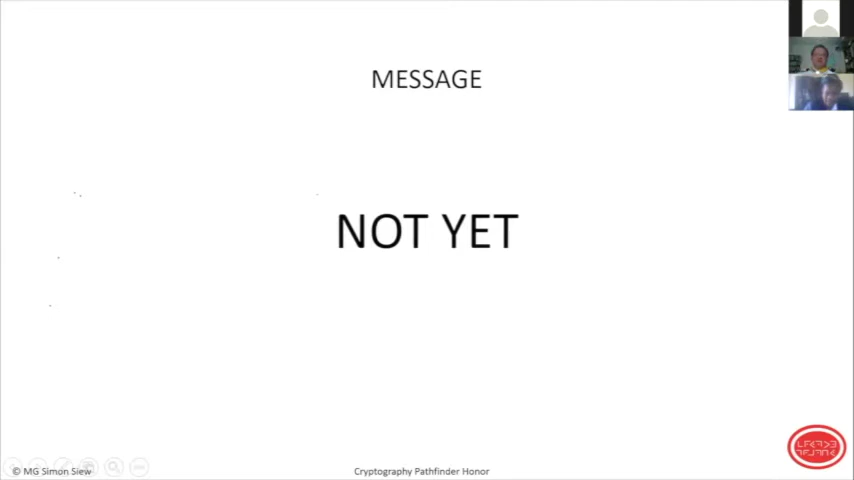 MESSAGE
NOT YET
© MG Simon Siew
Cryptography Pathfinder Honor